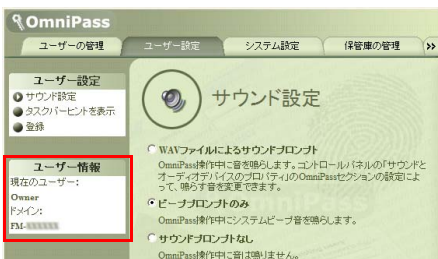 OmniPass
ユーザーの管理 ユーザー設定 システム設定 保管庫の管理
ユーザー設定
サウンド設定
タスクバーヒントを表示
登録
ユーザー情報
現在のユーザー:
Owner
ドメイン:
FM-
サウンド設定
WAVファイルによるサウンドプロンプト
OmniPass操作中に音を鳴らします。コントロールパネルの「サウンドと
オーディオデバイスのプロパティ」のOmniPassセクションの設定によ
って、鳴らす音を変更できます。
ビーププロンプトのみ
OmniPass操作中にシステムビープ音を鳴らします。
サウンドプロンプトなし
OmniPass操作中に音は鳴りません。